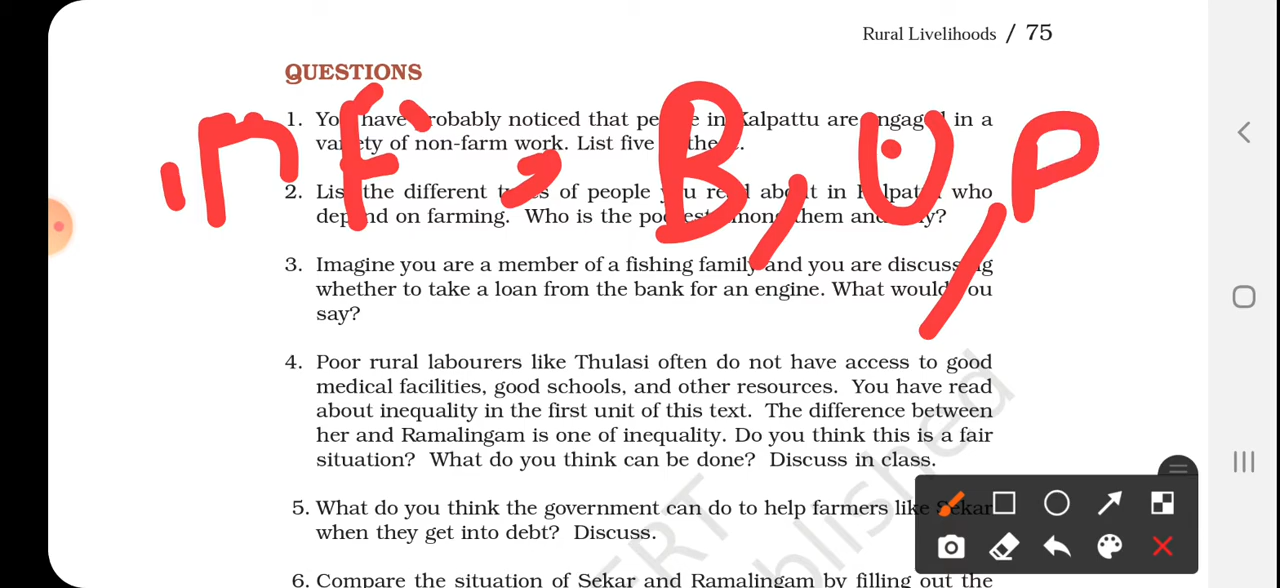 Rural Livelihoods / 75
QUESTIONS
1. You have probably noticed that people in Kalpattu are engaged in a
variety of non-farm work. List five of these.
2. List the different types of people you read about in Kalpattu who
depend on farming. Who is the poorest among them and why?
3. Imagine you are a member of a fishing family and you are discussing
whether to take a loan from the bank for an engine. What would you
say?
4. Poor rural labourers like Thulasi often do not have access to good
medical facilities, good schools, and other resources. You have read
about inequality in the first unit of this text. The difference between
her and Ramalingam is one of inequality. Do you think this is a fair
situation? What do you think can be done? Discuss in class.
5. What do you think the government can do to help farmers like Sekar
when they get into debt? Discuss.
6. Compare the situation of Sekar and Ramalingam by filling out the
B, U, P